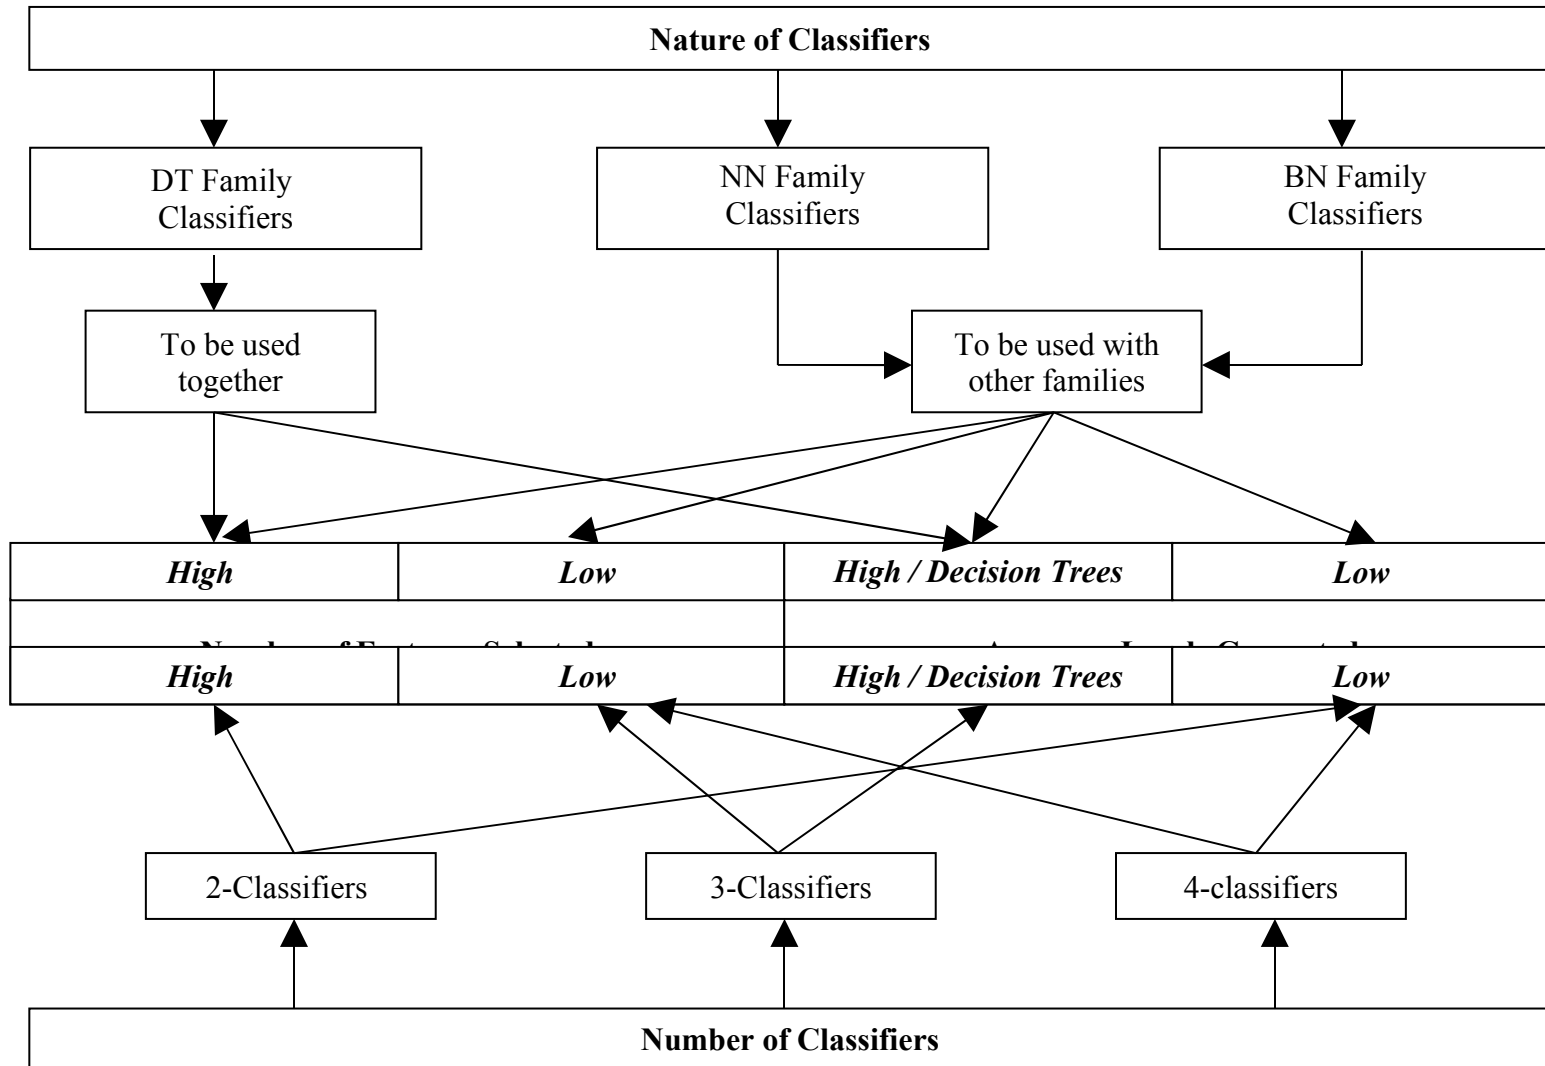 Nature of Classifiers
DT Family
Classifiers
NN Family
Classifiers
BN Family
Classifiers
To be used
together
To be used with
other families
High
Low
High / Decision Trees
Low
High
Low
High / Decision Trees
Low
2-Classifiers
3-Classifiers
4-classifiers
Number of Classifiers